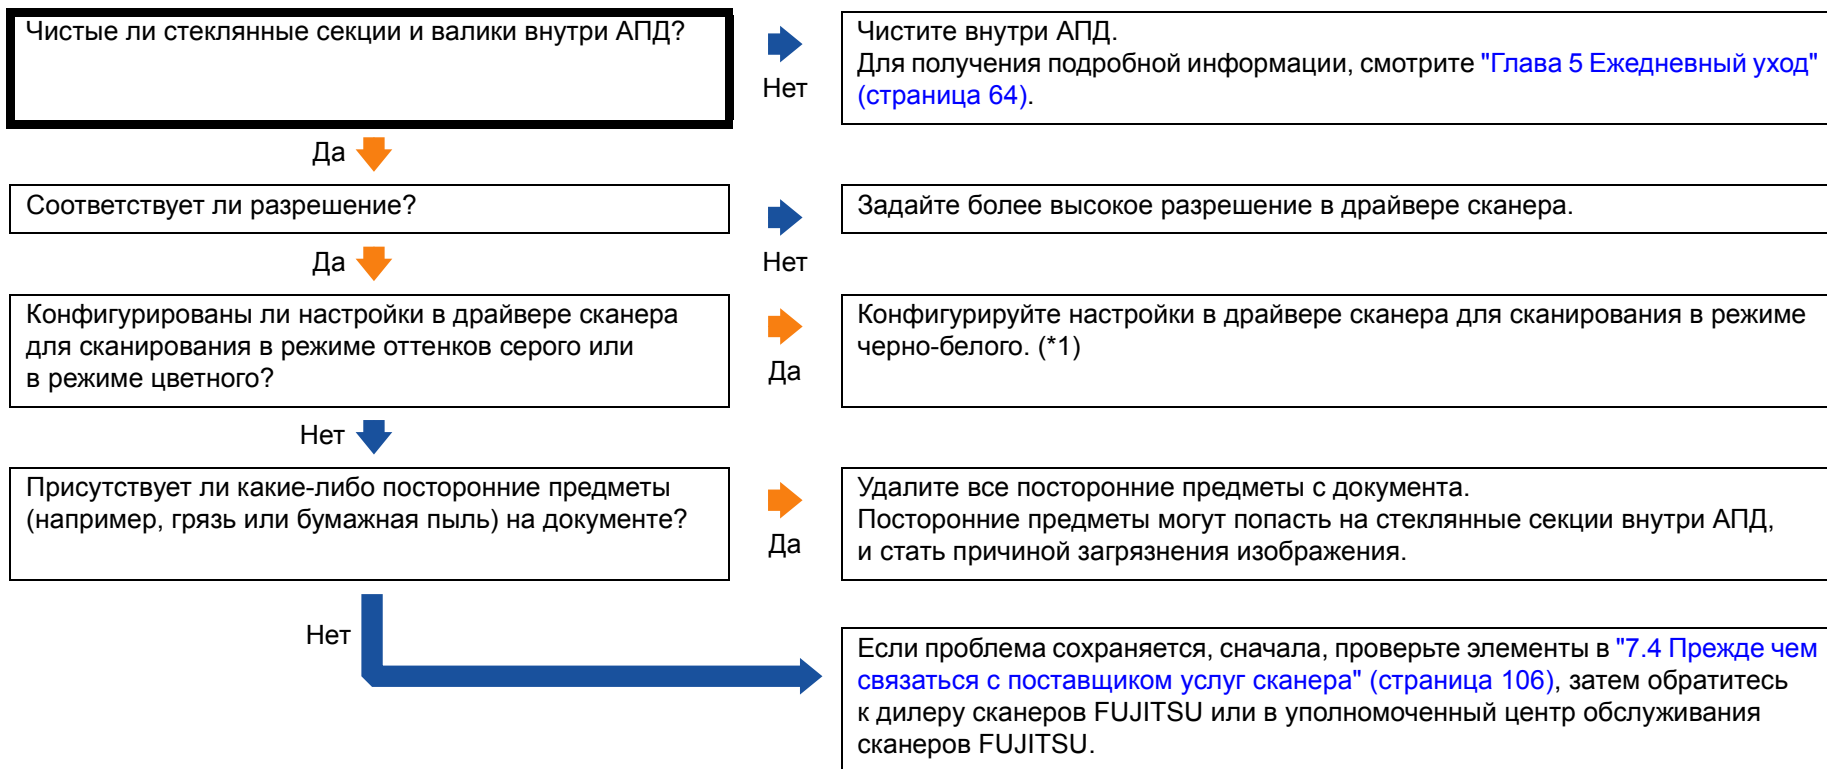 Чистые ли стеклянные секции и валики внутри АПД?
Нет
Чистите внутри АПД.
Для получения подробной информации, смотрите "Глава 5 Ежедневный уход"
(страница 64).
Да
Соответствует ли разрешение?
Нет
Задайте более высокое разрешение в драйвере сканера.
Да
Конфигурированы ли настройки в драйвере сканера
для сканирования в режиме оттенков серого или
в режиме цветного?
Да
Конфигурируйте настройки в драйвере сканера для сканирования в режиме
черно-белого. (*1)
Нет
Присутствует ли какие-либо посторонние предметы
(например, грязь или бумажная пыль) на документе?
Да
Удалите все посторонние предметы с документа.
Посторонние предметы могут попасть на стеклянные секции внутри АПД,
и стать причиной загрязнения изображения.
Нет
Если проблема сохраняется, сначала, проверьте элементы в "7.4 Прежде чем
связаться с поставщиком услуг сканера" (страница 106), затем обратитесь
к дилеру сканеров FUJITSU или в уполномоченный центр обслуживания
сканеров FUJITSU.